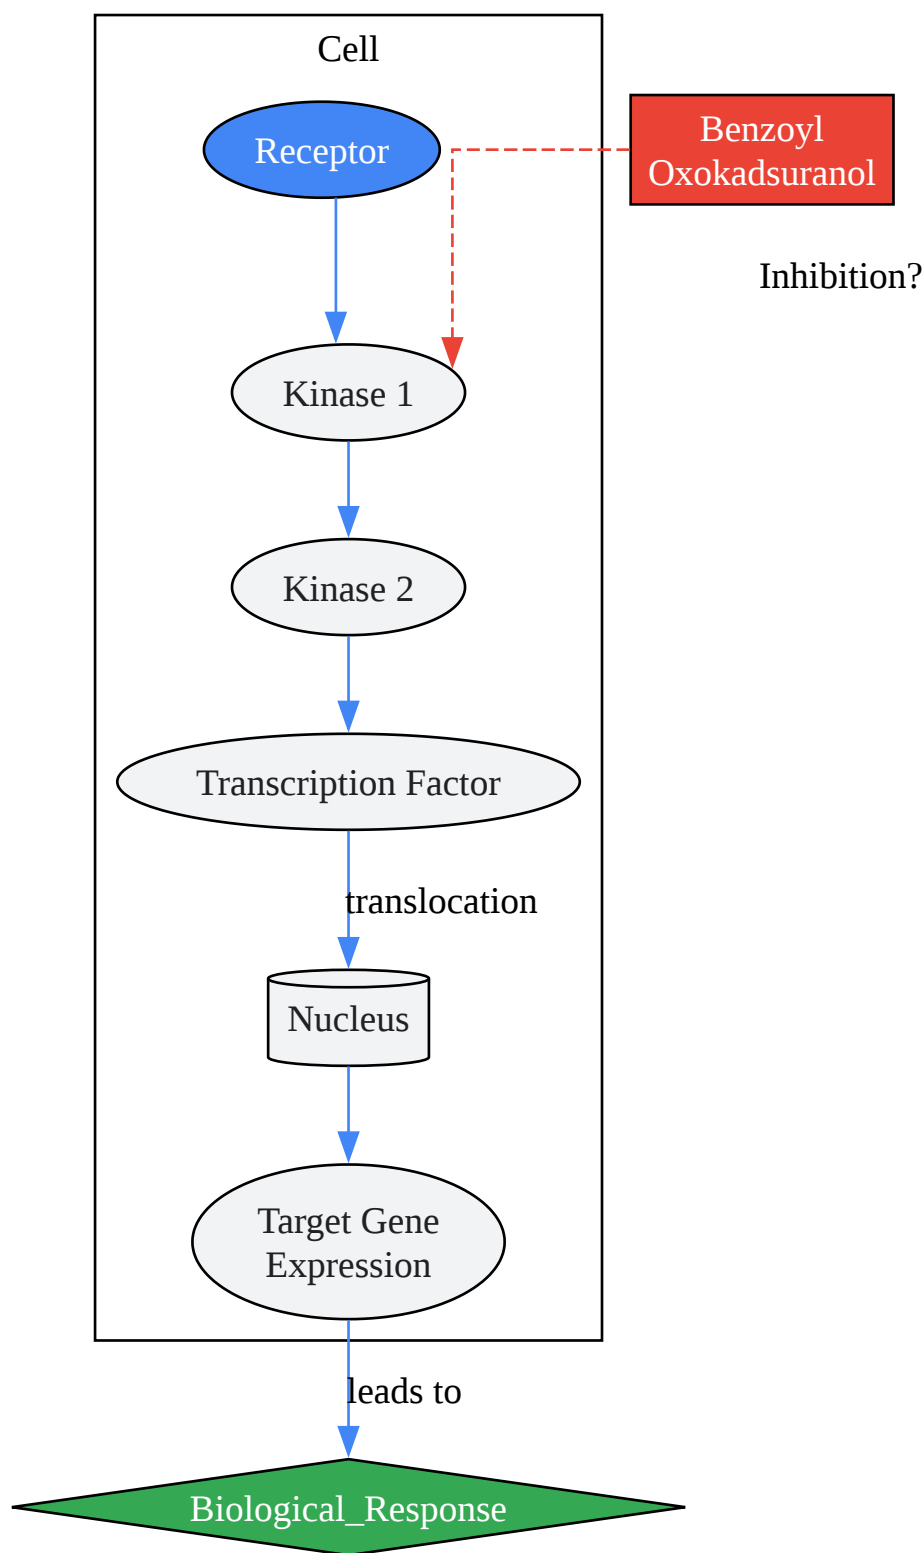 Cell
Receptor
Benzoyl
Oxokadsuranol
Inhibition?
Kinase 1
Kinase 2
Transcription Factor
translocation
Nucleus
Target Gene
Expression
leads to
Biological_Response